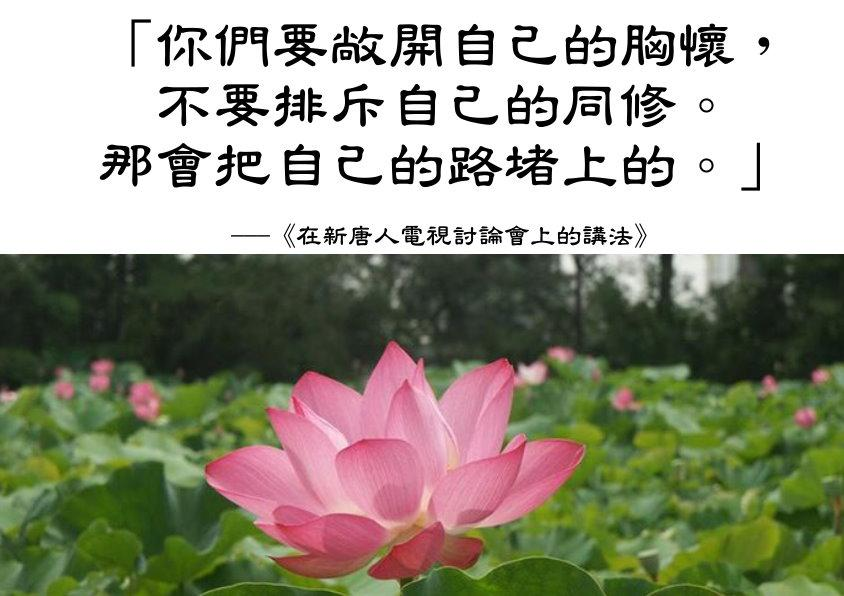 「你們要敞開自己的胸懷，
不要排斥自己的同修。
那會把自己的路堵上的。」
──《在新唐人電視討論會上的講法》